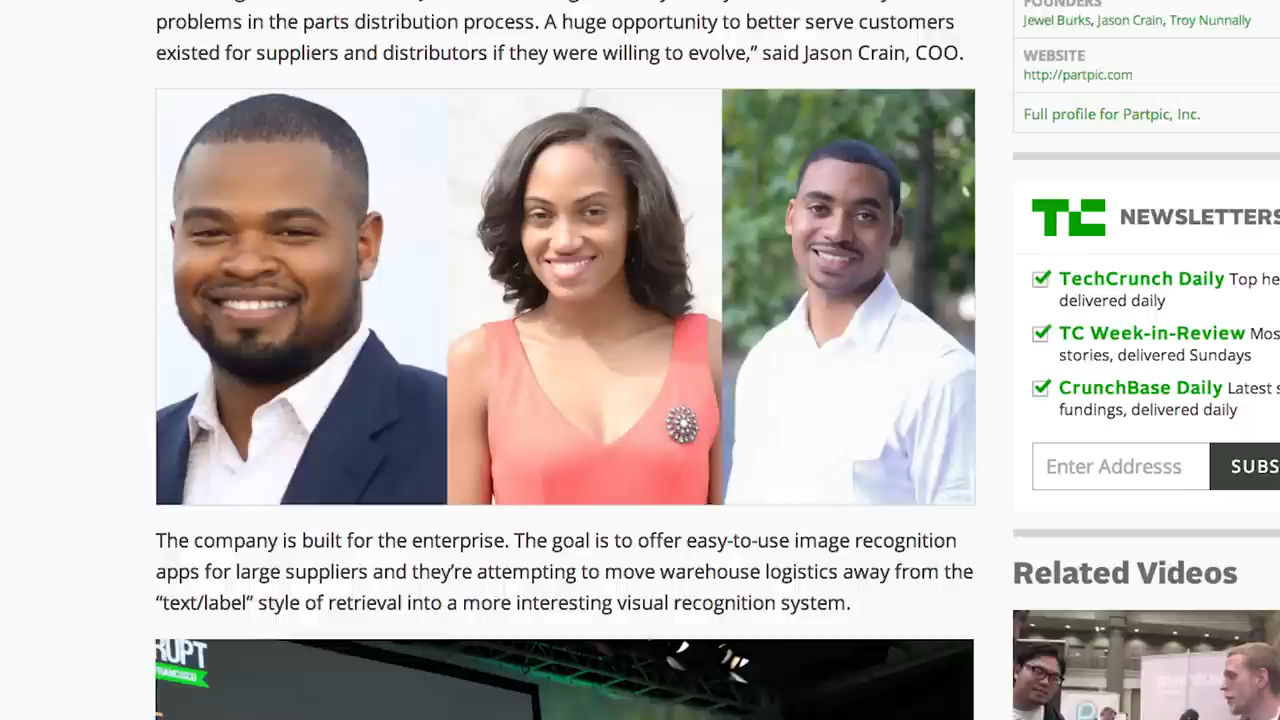 problems in the parts distribution process. A huge opportunity to better serve customers
existed for suppliers and distributors if they were willing to evolve,” said Jason Crain, COO.
The company is built for the enterprise. The goal is to offer easy-to-use image recognition
apps for large suppliers and they’re attempting to move warehouse logistics away from the
“text/label” style of retrieval into a more interesting visual recognition system.
RUPT
FOUNDERS
Jewel Burks, Jason Crain, Troy Nunnally
WEBSITE
http://partpic.com
Full profile for Partpic, Inc.
TC NEWSLETTERS
TechCrunch Daily Top he
delivered daily
TC Week-in-Review Mos
stories, delivered Sundays
CrunchBase Daily Latest s
fundings, delivered daily
Enter Addresss
SUBS
Related Videos